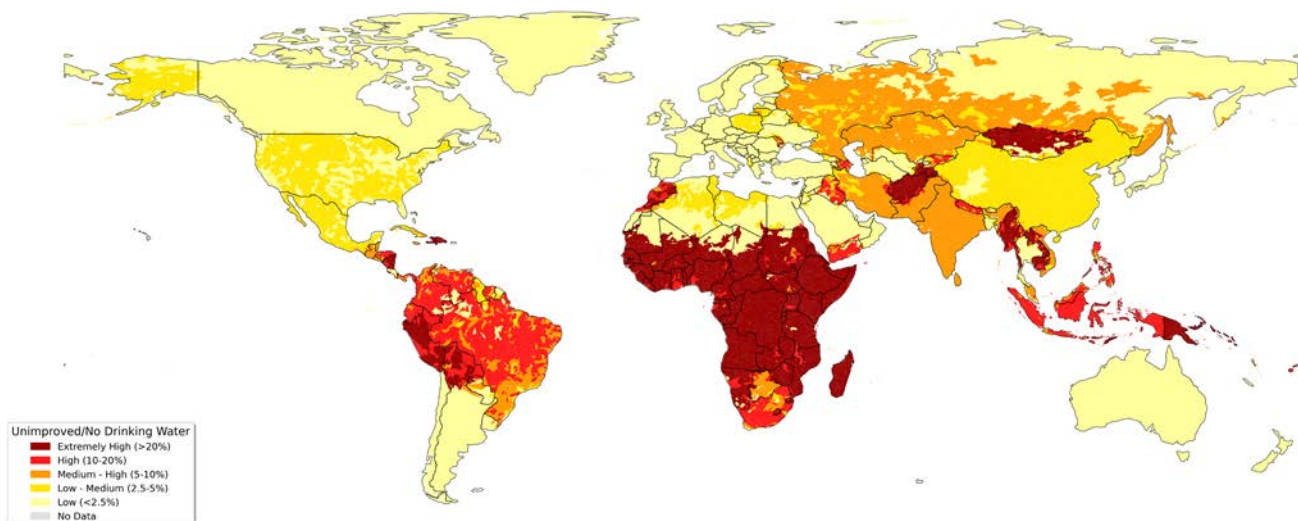 Unimproved/No Drinking Water
Extremely High (>20%)
High (10-20%)
Medium - High (5-10%)
Low - Medium (2.5-5%)
Low (<2.5%)
No Data